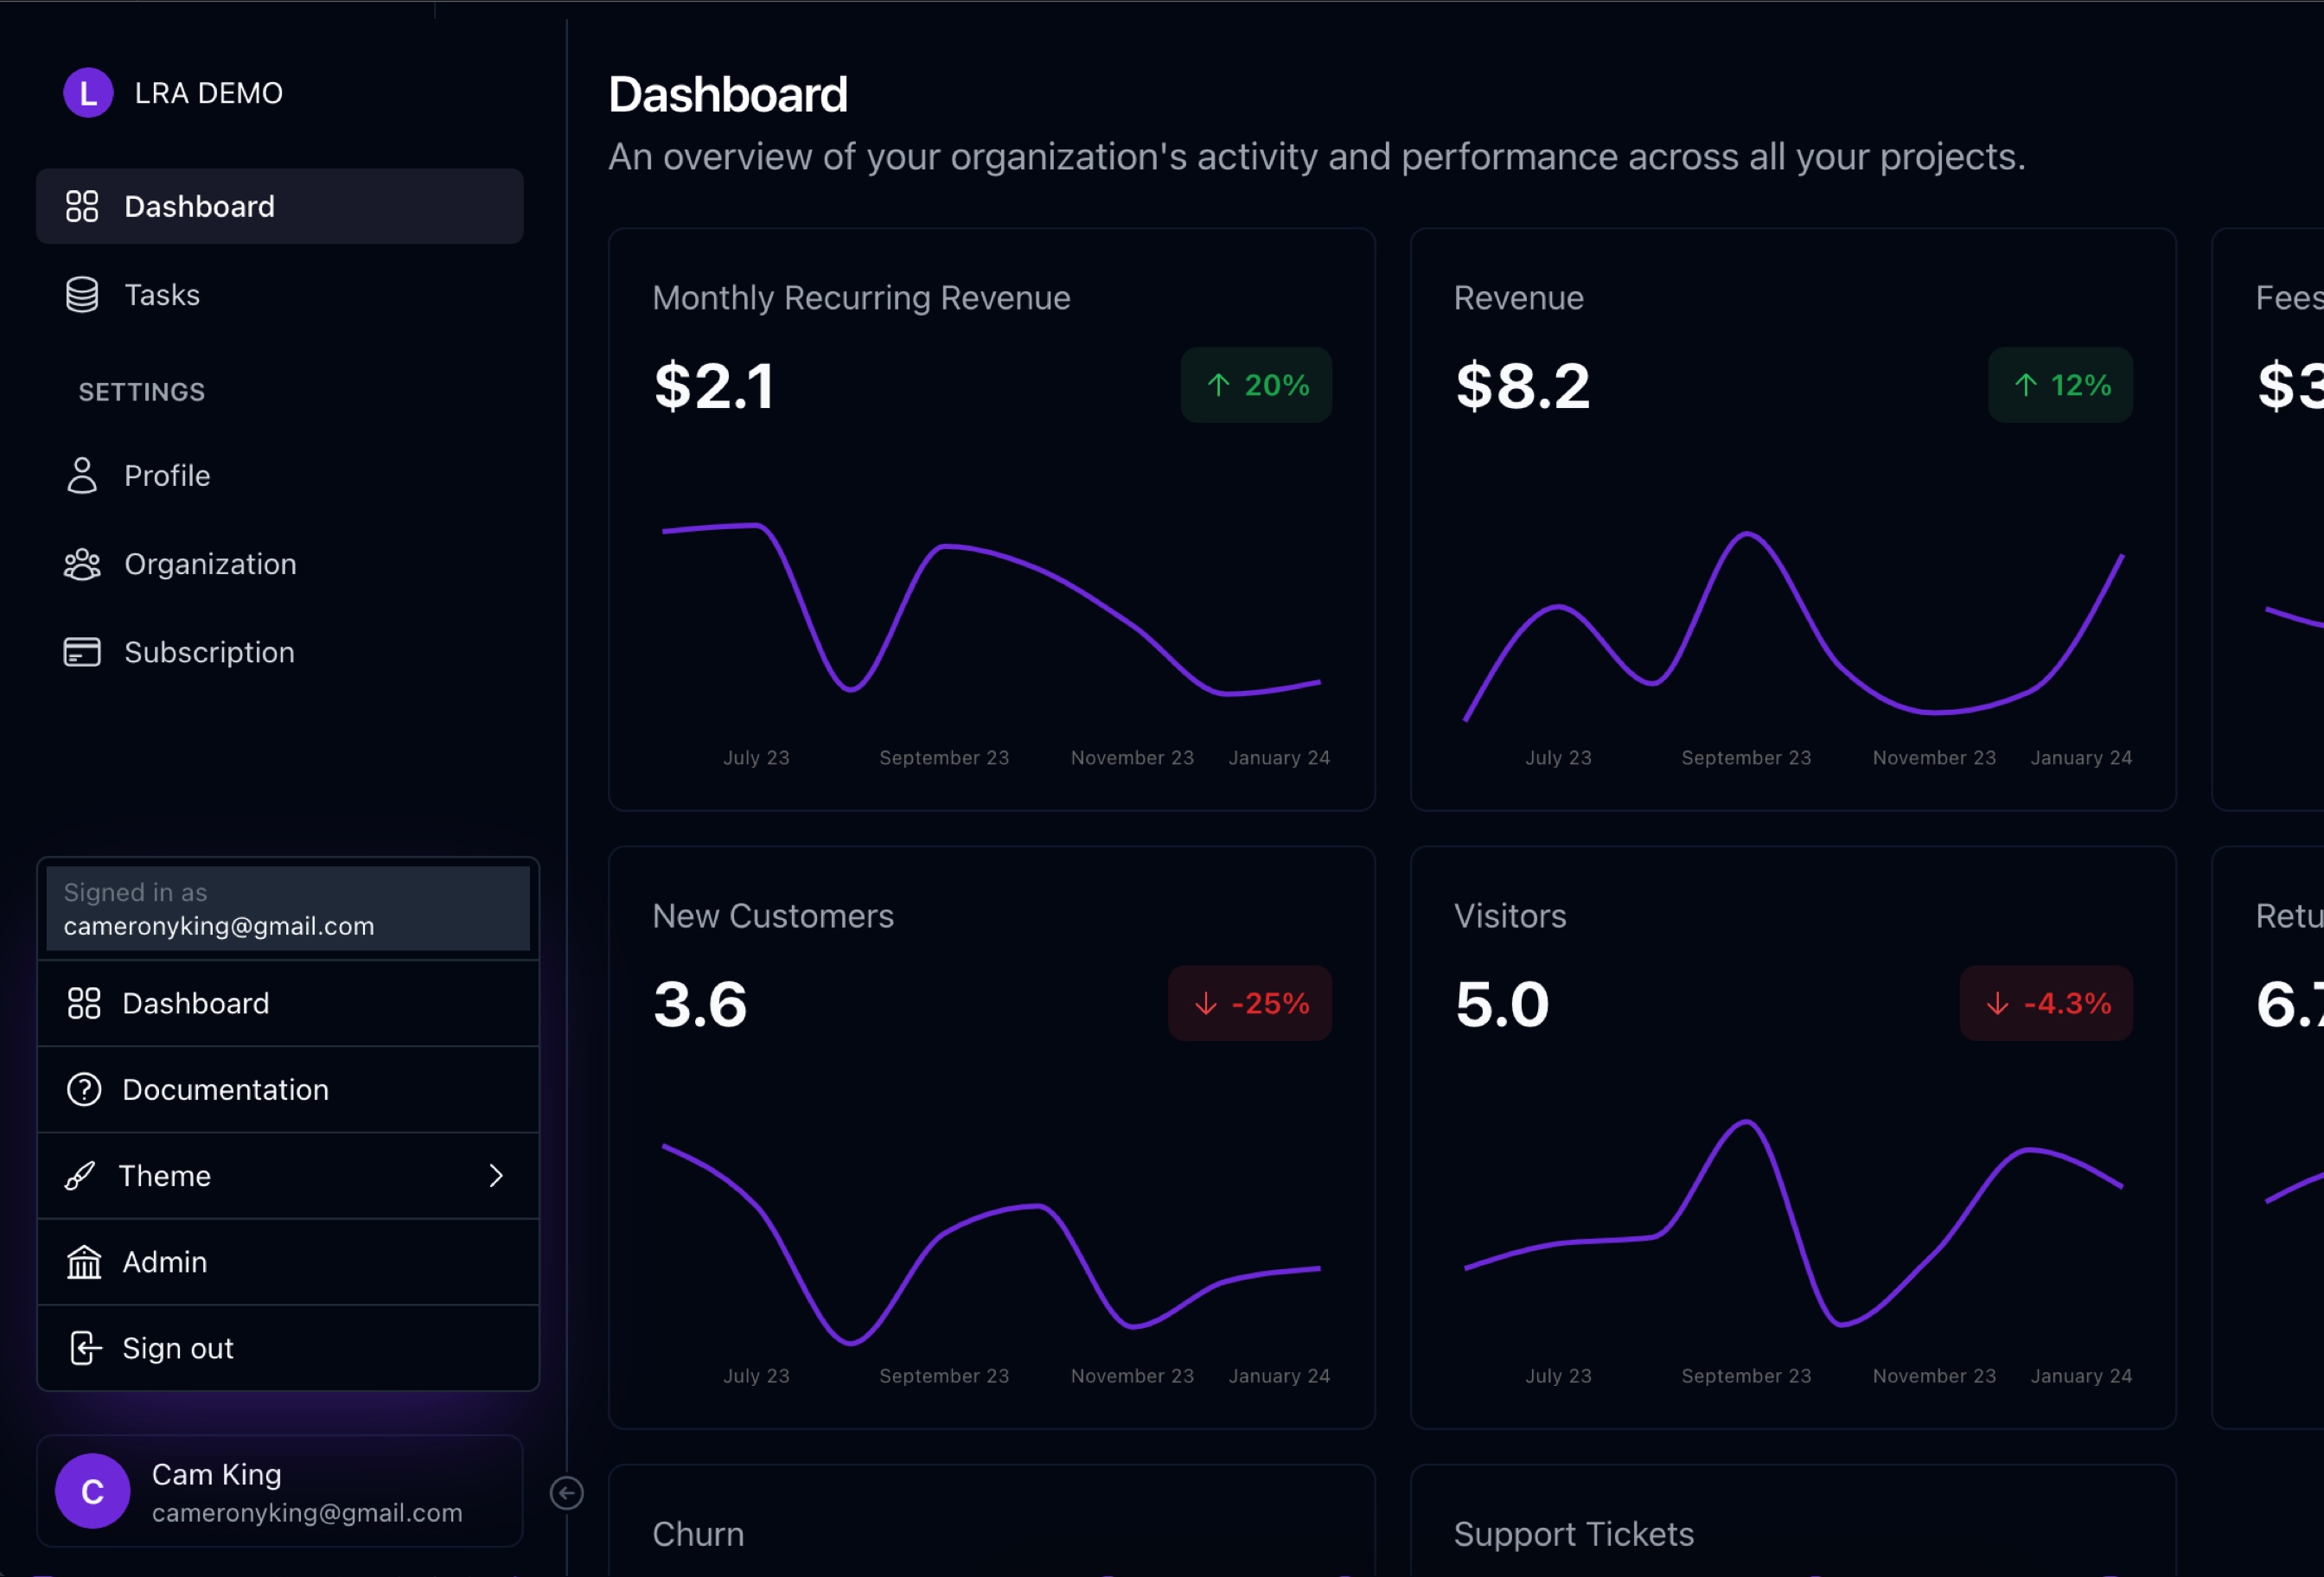 L LRA DEMO
Dashboard
Tasks
SETTINGS
Profile
Organization
Subscription
Signed in as
cameronyking@gmail.com
Dashboard
Documentation
Theme
Admin
Sign out
C
Cam King
cameronyking@gmail.com
Dashboard
An overview of your organization's activity and performance across all your projects.
Monthly Recurring Revenue
$2.1
20%
July 23 September 23 November 23 January 24
Revenue
$8.2
12%
July 23 September 23 November 23 January 24
Fees
$3
New Customers
3.6
-25%
July 23 September 23 November 23 January 24
Visitors
5.0
-4.3%
July 23 September 23 November 23 January 24
Retu
6.7
Churn
Support Tickets